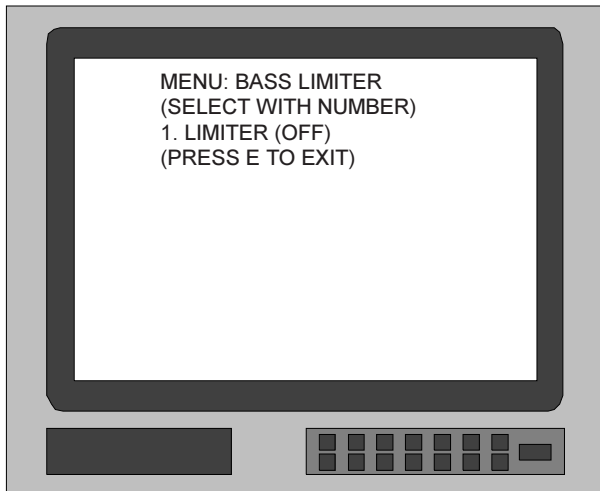 MENU: BASS LIMITER
(SELECT WITH NUMBER)
1. LIMITER (OFF)
(PRESS E TO EXIT)